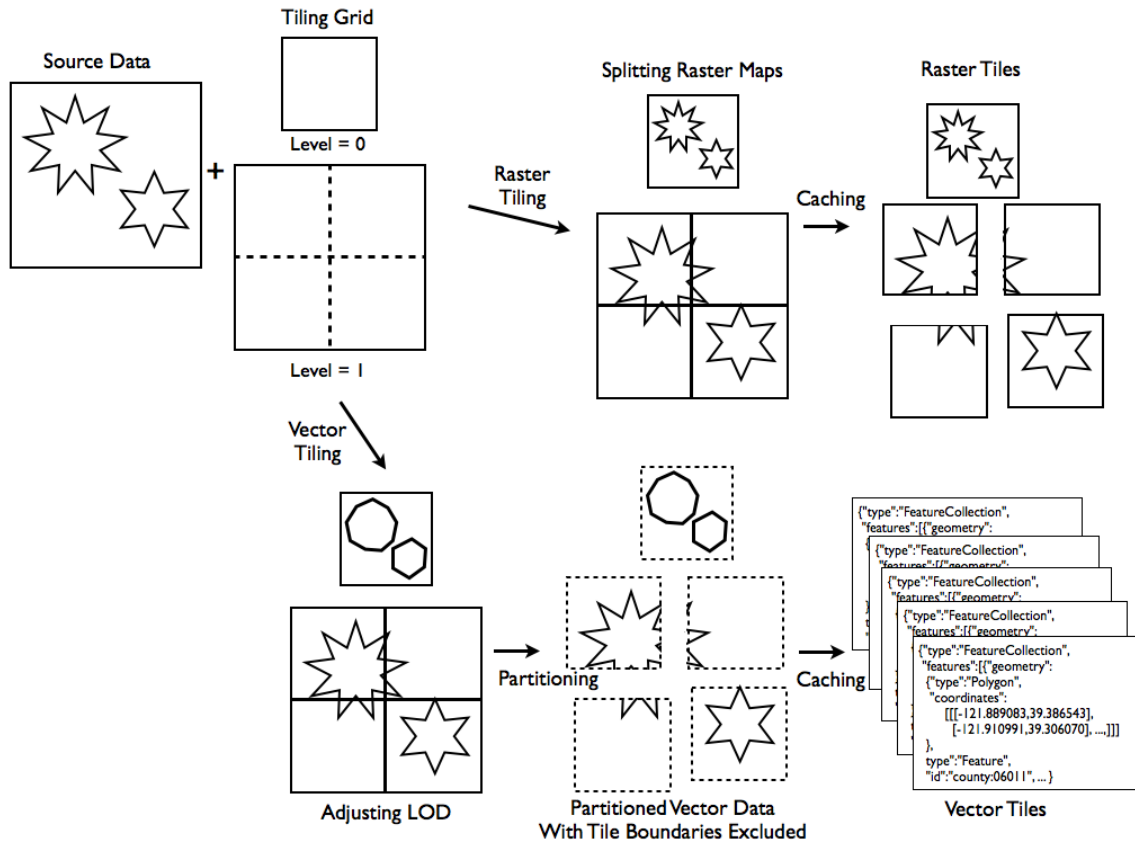 Tiling Grid
Source Data
Level = 0
+
Level = 1
Raster
Tiling
Splitting Raster Maps
Caching
Raster Tiles
Vector
Tiling
Adjusting LOD
Partitioning
Partitioned Vector Data
With Tile Boundaries Excluded
Caching
{"type":"FeatureCollection",
"features":[{"geometry":
{"type":"FeatureCollection",
"features":[{"geometry":
{"type":"FeatureCollection",
"features":[{"geometry":
{"type":"FeatureCollection",
"features":[{"geometry":
{"type":"FeatureCollection",
"features":[{"geometry":
{"type":"Polygon",
"coordinates":
[[[-121.889083,39.386543],
[-121.910991,39.306070], ...,]]]
},
type":"Feature",
"id":"county:06011", ... }
Vector Tiles